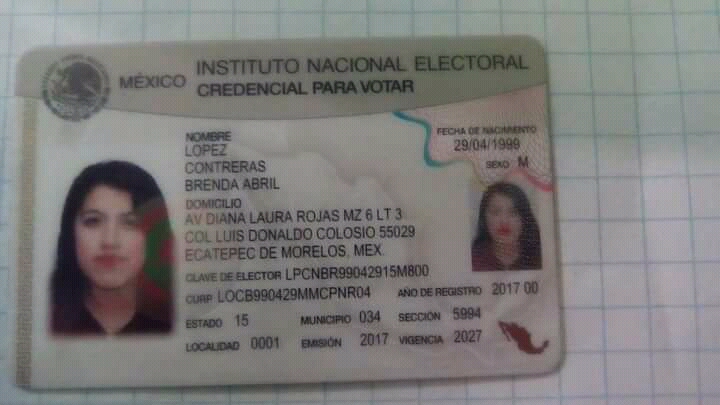 MÉXICO INSTITUTO NACIONAL ELECTORAL
CREDENCIAL PARA VOTAR
NOMBRE
LOPEZ
CONTRERAS
BRENDA ABRIL
FECHA DE NACIMIENTO
29/04/1999
SEXO M
DOMICILIO
AV DIANA LAURA ROJAS MZ 6 LT 3
COL LUIS DONALDO COLOSIO 55029
ECATEPEC DE MORELOS, MEX.
CLAVE DE ELECTOR LPCNBR99042915M800
CURP LOCB990429MMCPNR04 AÑO DE REGISTRO 2017 00
ESTADO 15 MUNICIPIO 034 SECCIÓN 5994
LOCALIDAD 0001 EMISIÓN 2017 VIGENCIA 2027